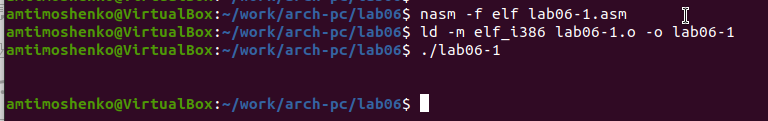 amtimoshenko@VirtualBox:~/work/arch-pc/lab06$ nasm -f elf lab06-1.asm
amtimoshenko@VirtualBox:~/work/arch-pc/lab06$ ld -m elf_i386 lab06-1.o -o lab06-1
amtimoshenko@VirtualBox:~/work/arch-pc/lab06$ ./lab06-1
amtimoshenko@VirtualBox:~/work/arch-pc/lab06$